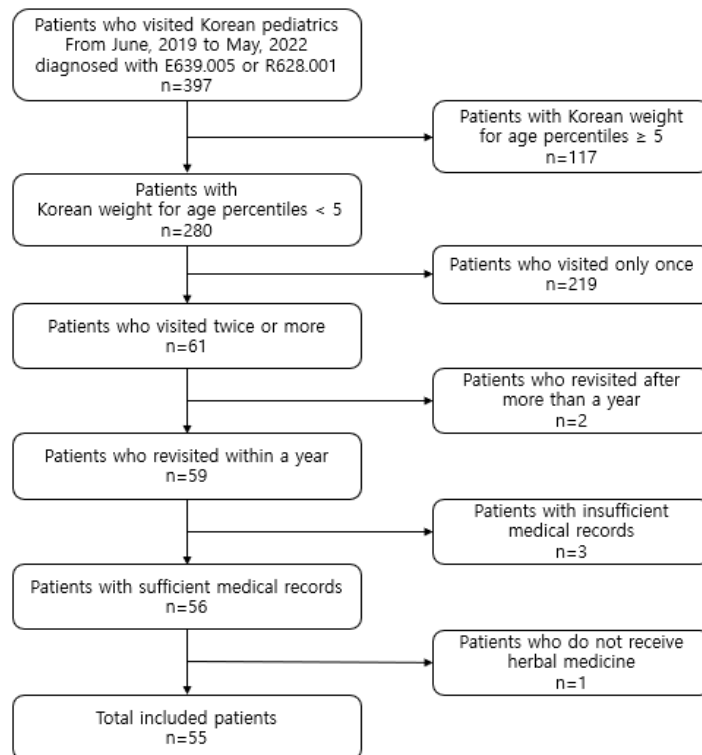 Patients who visited Korean pediatrics
From June, 2019 to May, 2022
diagnosed with E639.005 or R628.001
n=397
Patients with Korean weight
for age percentiles ≥ 5
n=117
Patients with
Korean weight for age percentiles < 5
n=280
Patients who visited only once
n=219
Patients who visited twice or more
n=61
Patients who revisited after
more than a year
n=2
Patients who revisited within a year
n=59
Patients with insufficient
medical records
n=3
Patients with sufficient medical records
n=56
Patients who do not receive
herbal medicine
n=1
Total included patients
n=55